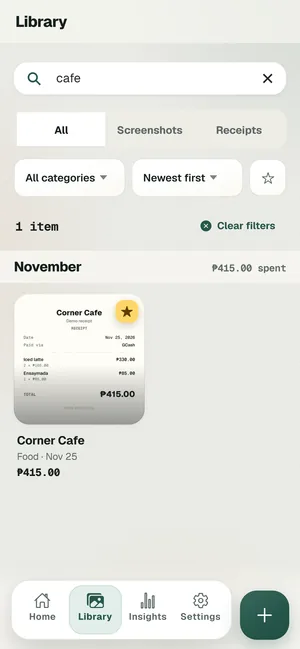 Library
cafe
All Screenshots Receipts
All categories Newest first
1 item Clear filters
November ₱415.00 spent
Corner Cafe
RECEIPT
Date Nov 25, 2026
Paid via GCash
Iced latte ₱330.00
Ensaymada ₱85.00
TOTAL ₱415.00
Corner Cafe
Food · Nov 25
₱415.00
Home Library Insights Settings